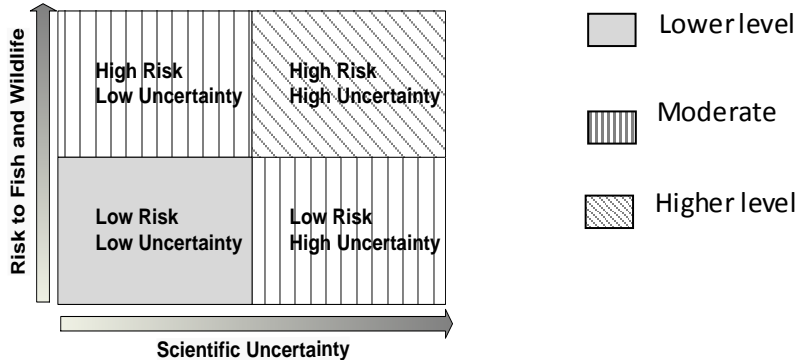 Risk to Fish and Wildlife
High Risk
Low Uncertainty
High Risk
High Uncertainty
Low Risk
Low Uncertainty
Low Risk
High Uncertainty
Scientific Uncertainty
Lower level
Moderate
Higher level